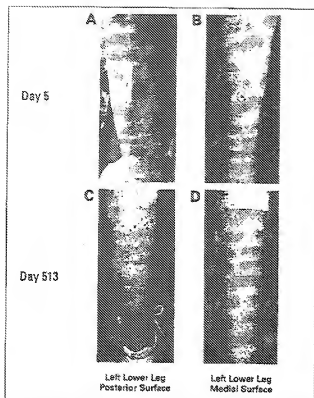 A B
Day 5
C D
Day 513
Left Lower Leg Left Lower Leg
Posterior Surface Medial Surface